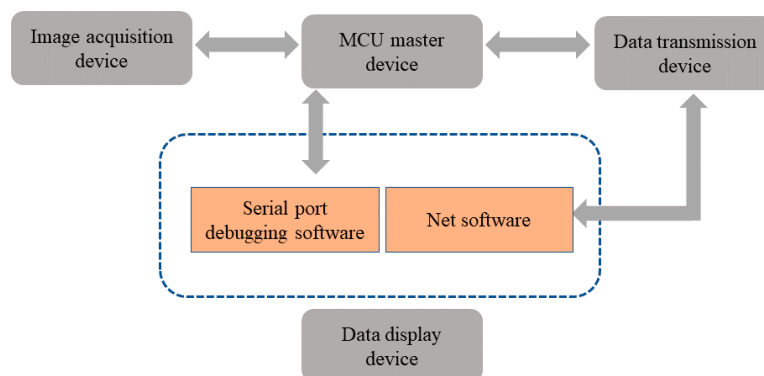 Image acquisition
device
MCU master
device
Data transmission
device
Serial port
debugging software
Net software
Data display
device